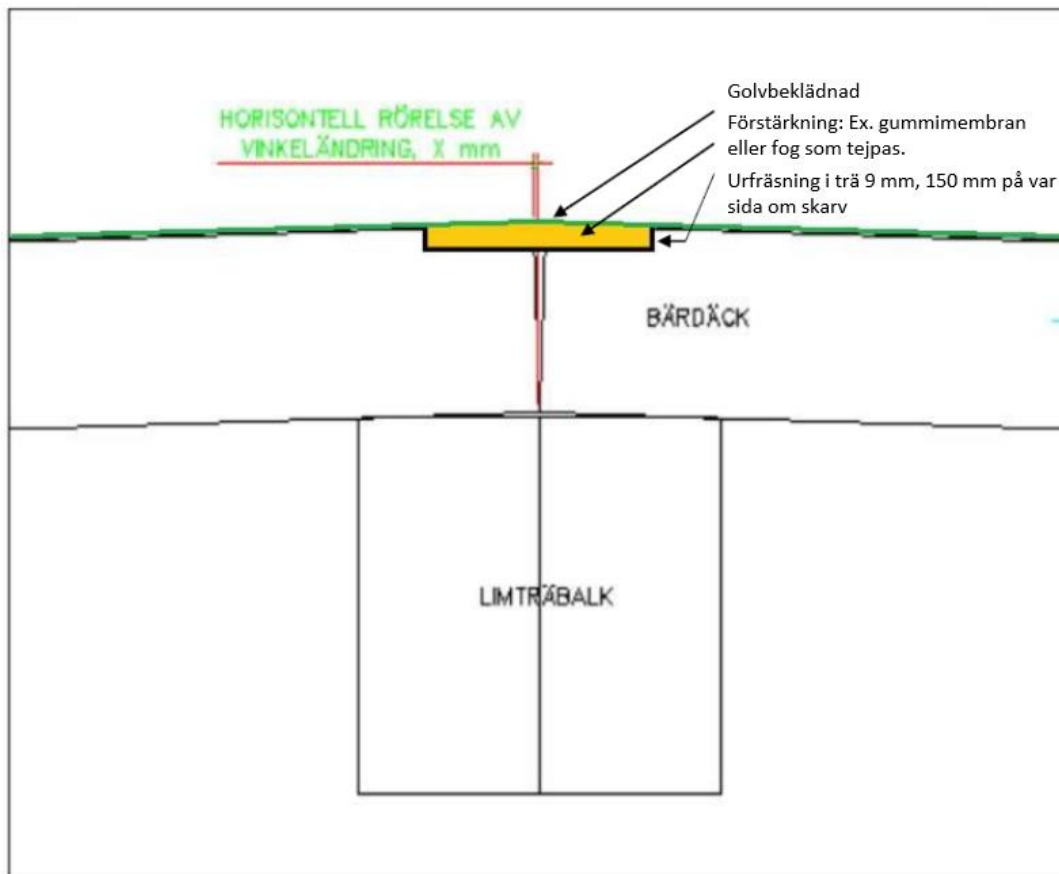 Golvbeklädnad
HORISONTELL RÖRELSE AV
VINKELÄNDRING, X mm
Förstärkning: Ex. gummimembran
eller fog som tejpas.
Urfräsning i trä 9 mm, 150 mm på var
sida om skarv
BÄRDÄCK
LIMTRÄBALK